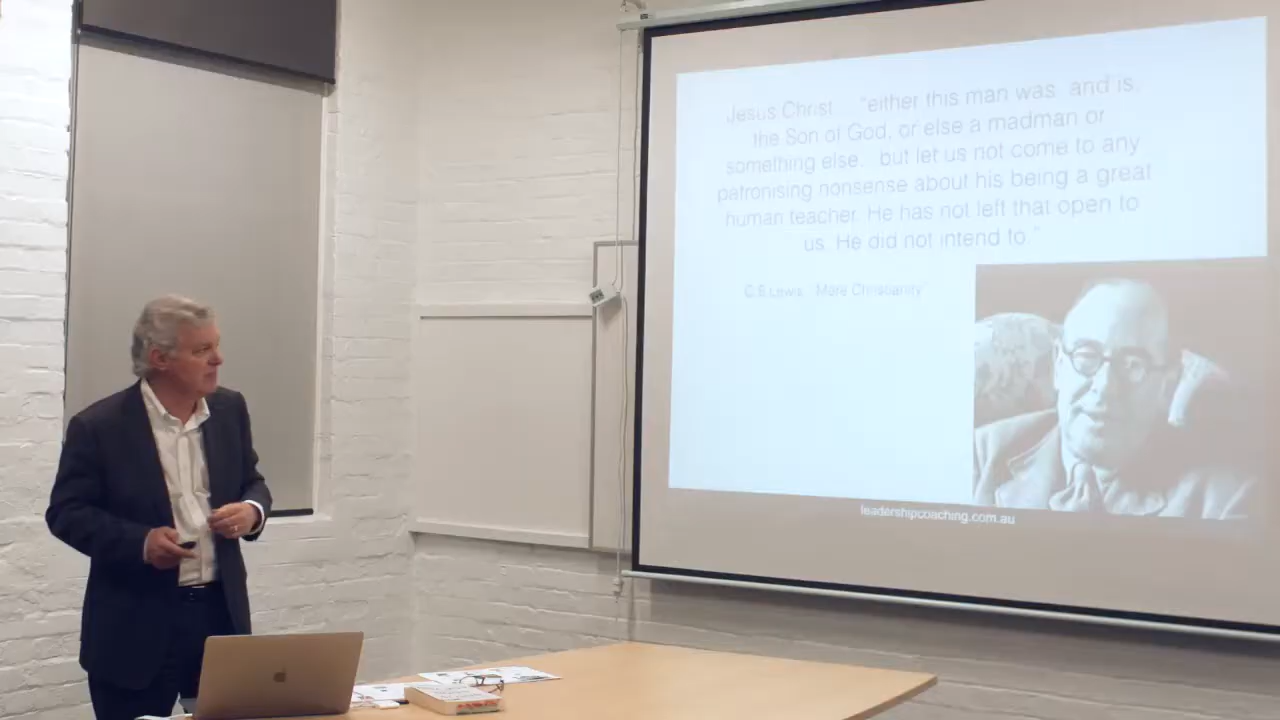 Jesus Christ... "either this man was, and is,
the Son of God, or else a madman or
something else... but let us not come to any
patronising nonsense about his being a great
human teacher. He has not left that open to
us. He did not intend to."
C.S.Lewis. Mere Christianity
leadershipcoaching.com.au